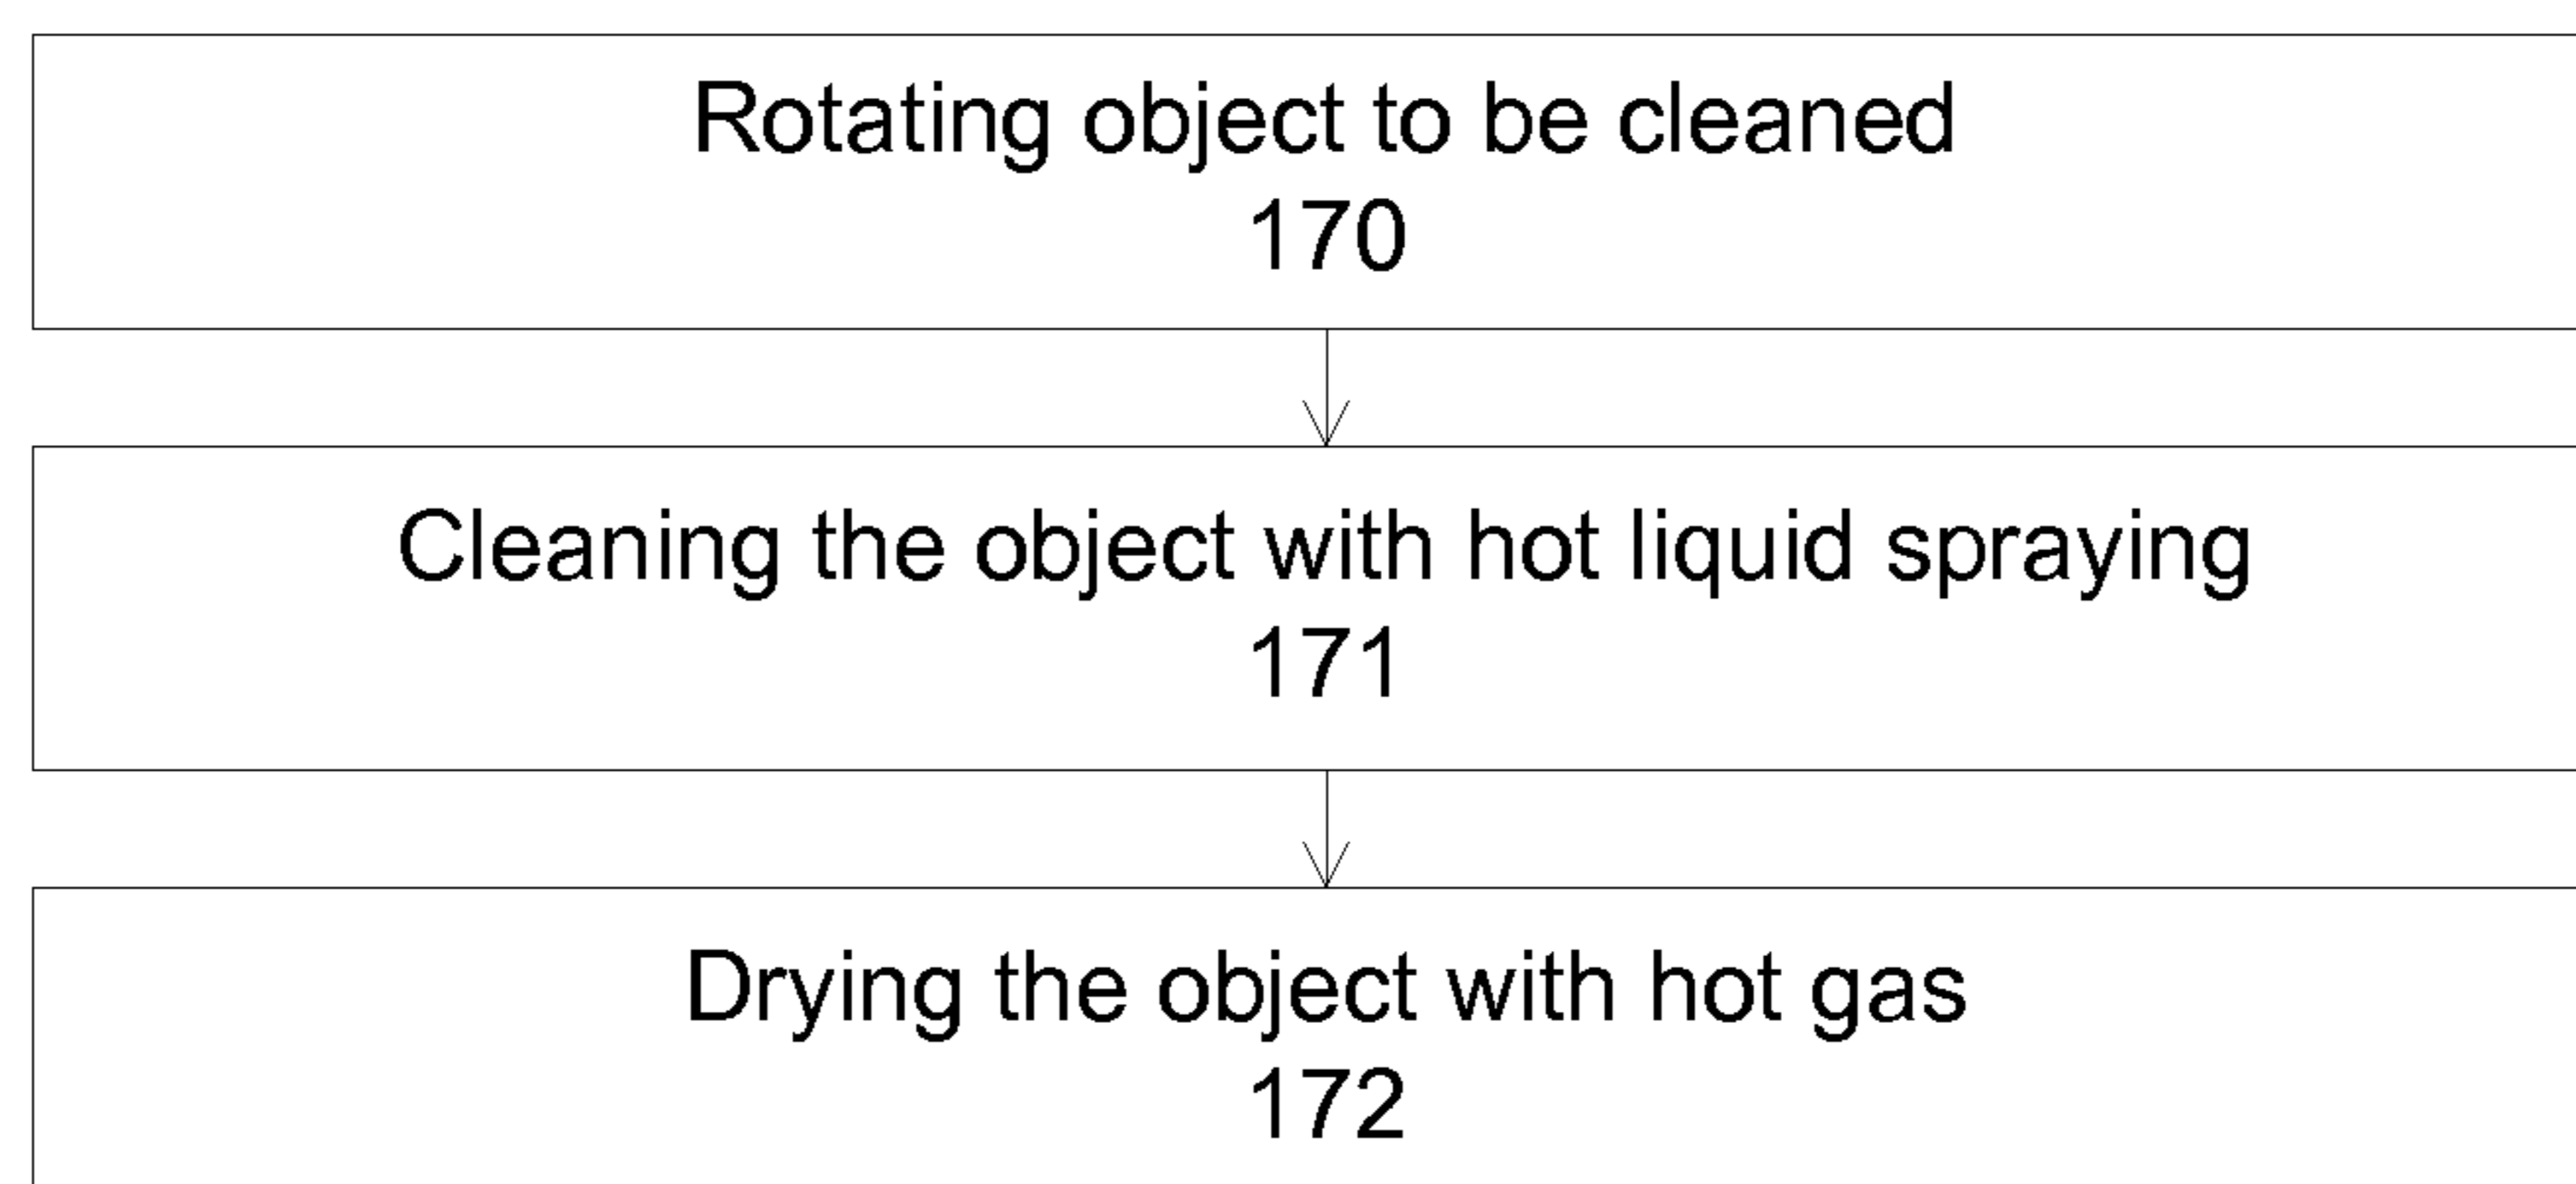 Rotating object to be cleaned
170
Cleaning the object with hot liquid spraying
171
Drying the object with hot gas
172